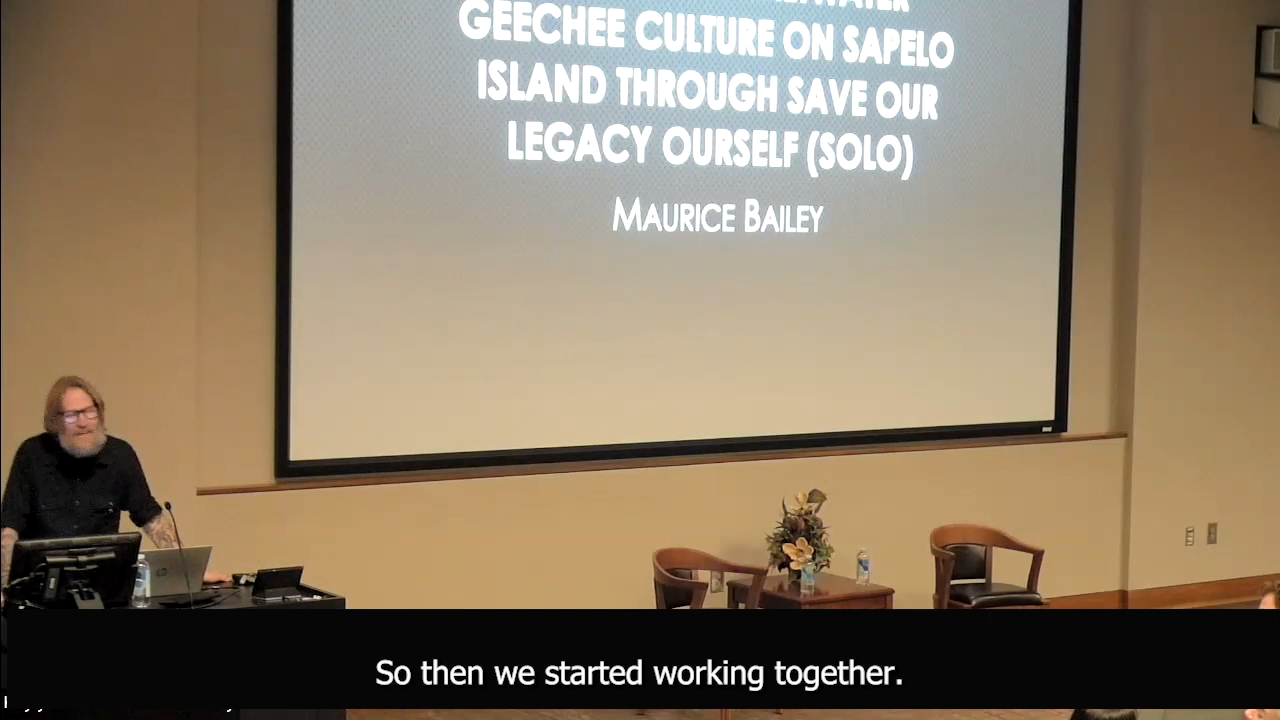 GEECHEE CULTURE ON SAPELO
ISLAND THROUGH SAVE OUR
LEGACY OURSELF (SOLO)
MAURICE BAILEY
So then we started working together.